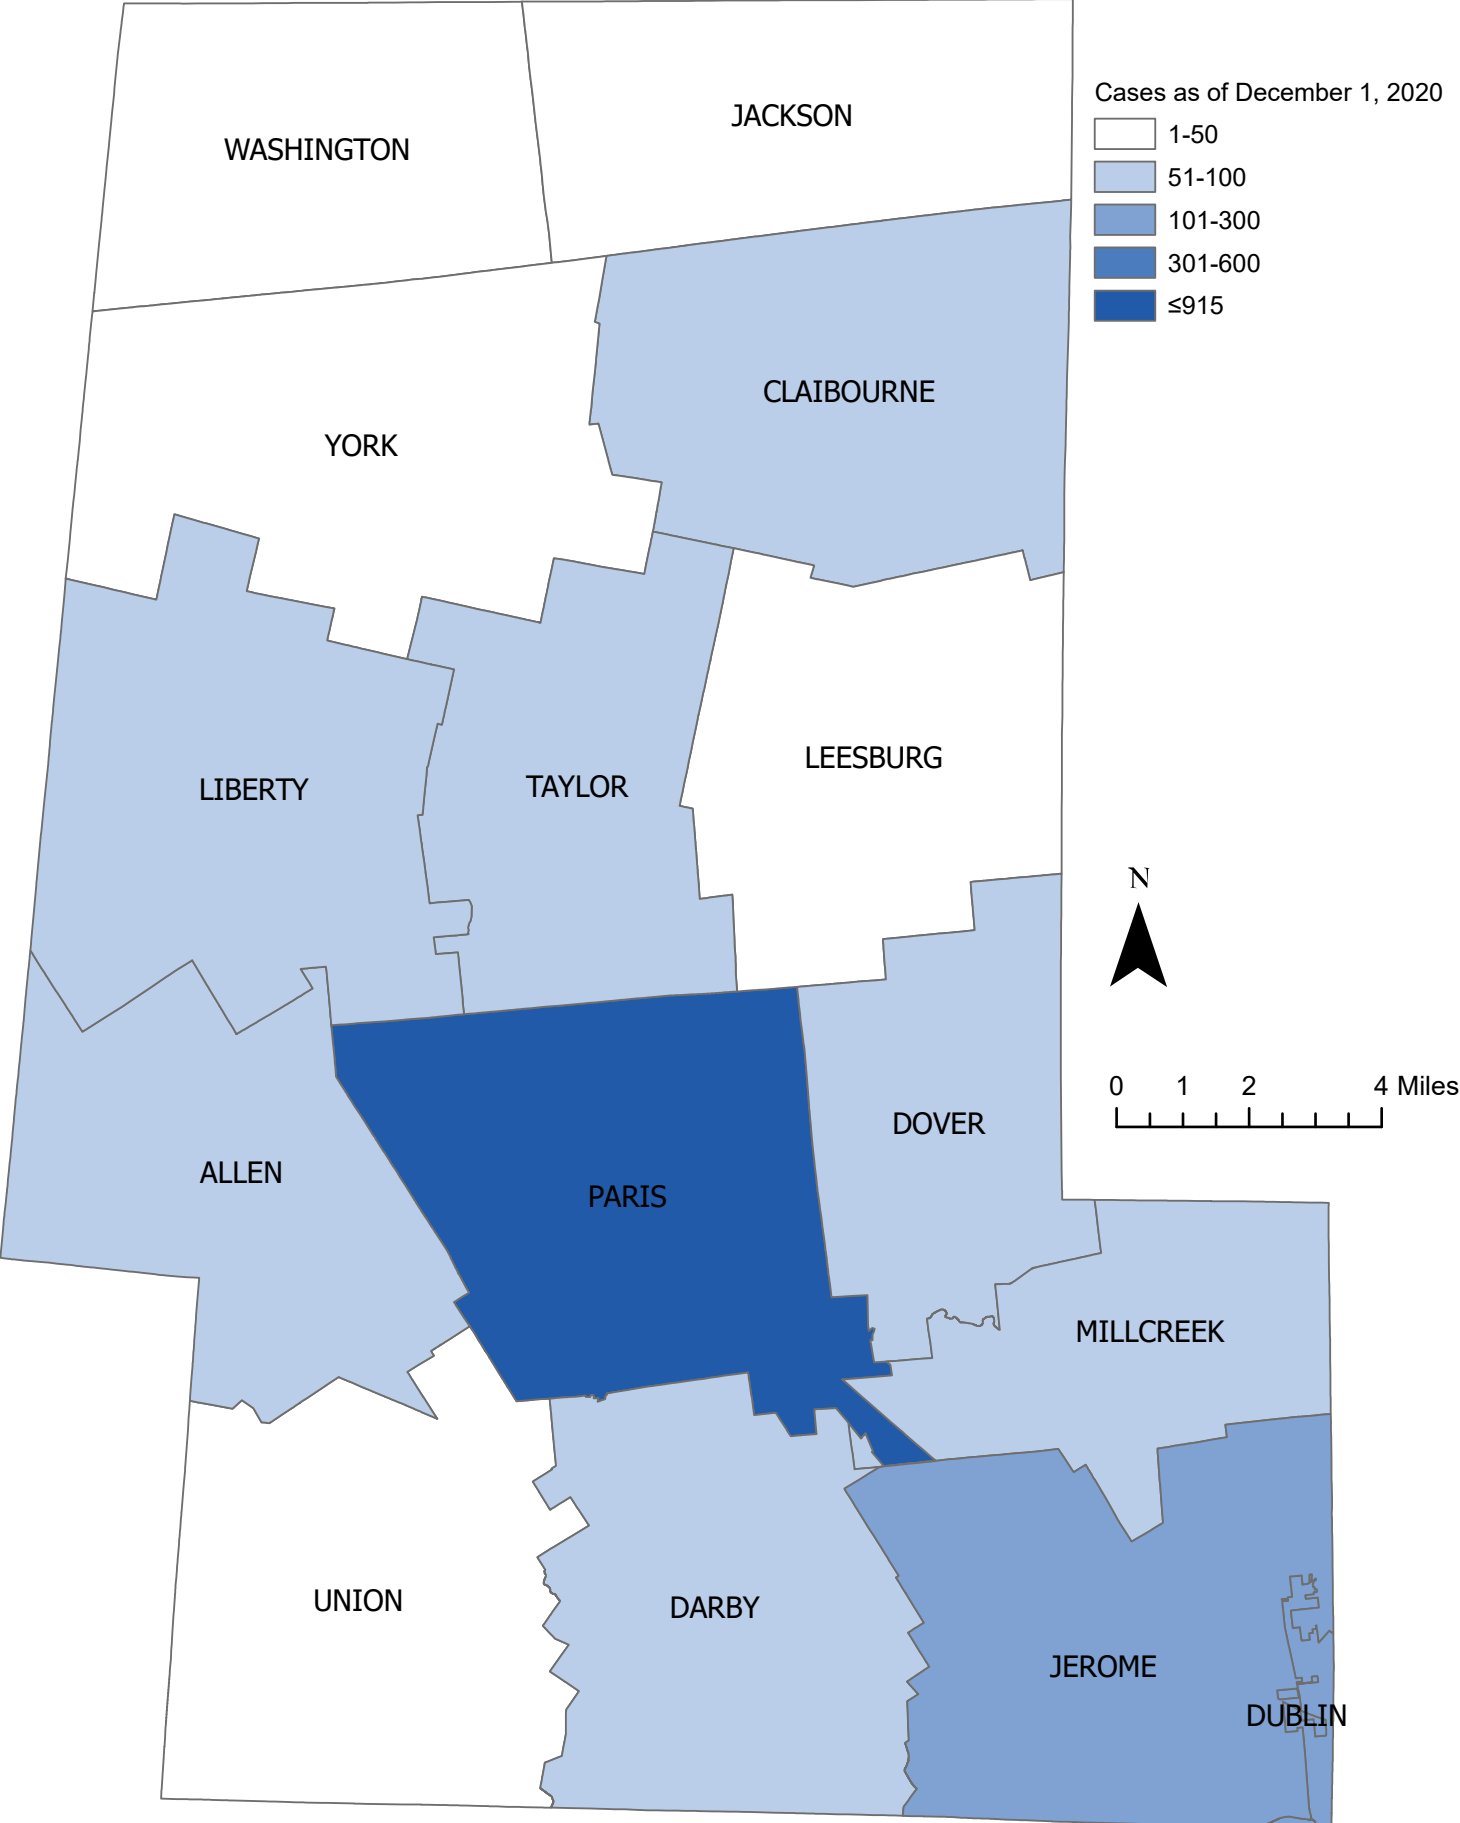 WASHINGTON
JACKSON
Cases as of December 1, 2020
1-50
51-100
101-300
301-600
≤915
CLAIBOURNE
YORK
LEESBURG
LIBERTY
TAYLOR
N
0 1 2 4 Miles
DOVER
ALLEN
PARIS
MILLCREEK
UNION
DARBY
JEROME
DUBLIN